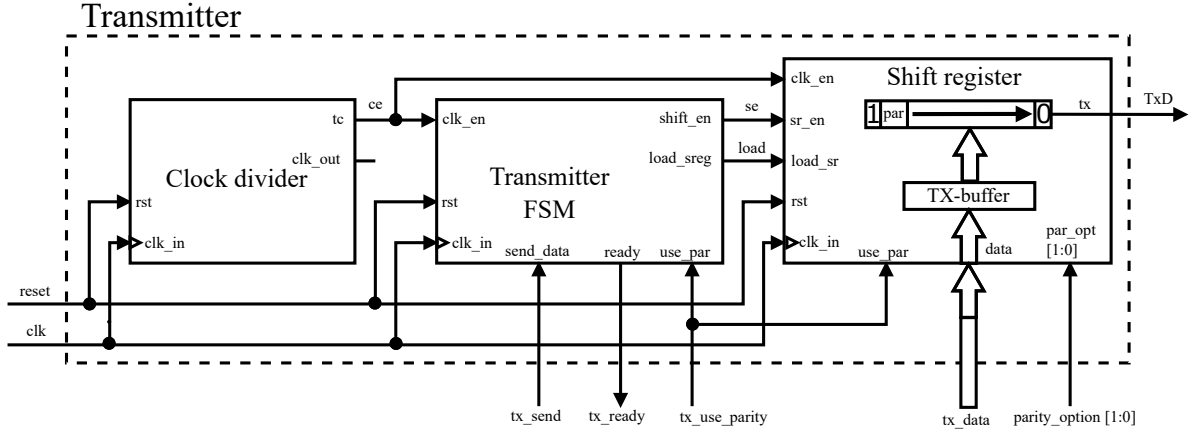 Transmitter
Shift register
clk_en
ce
tc
clk_en
shift_en
se
sr_en
1 par 0
tx
TxD
clk_out
load_sreg
load
load_sr
Clock divider
Transmitter
FSM
TX-buffer
rst
rst
rst
clk_in
clk_in
clk_in
send_data
ready
use_par
use_par
data
par_opt
[1:0]
reset
clk
tx_send
tx_ready
tx_use_parity
tx_data
parity_option [1:0]